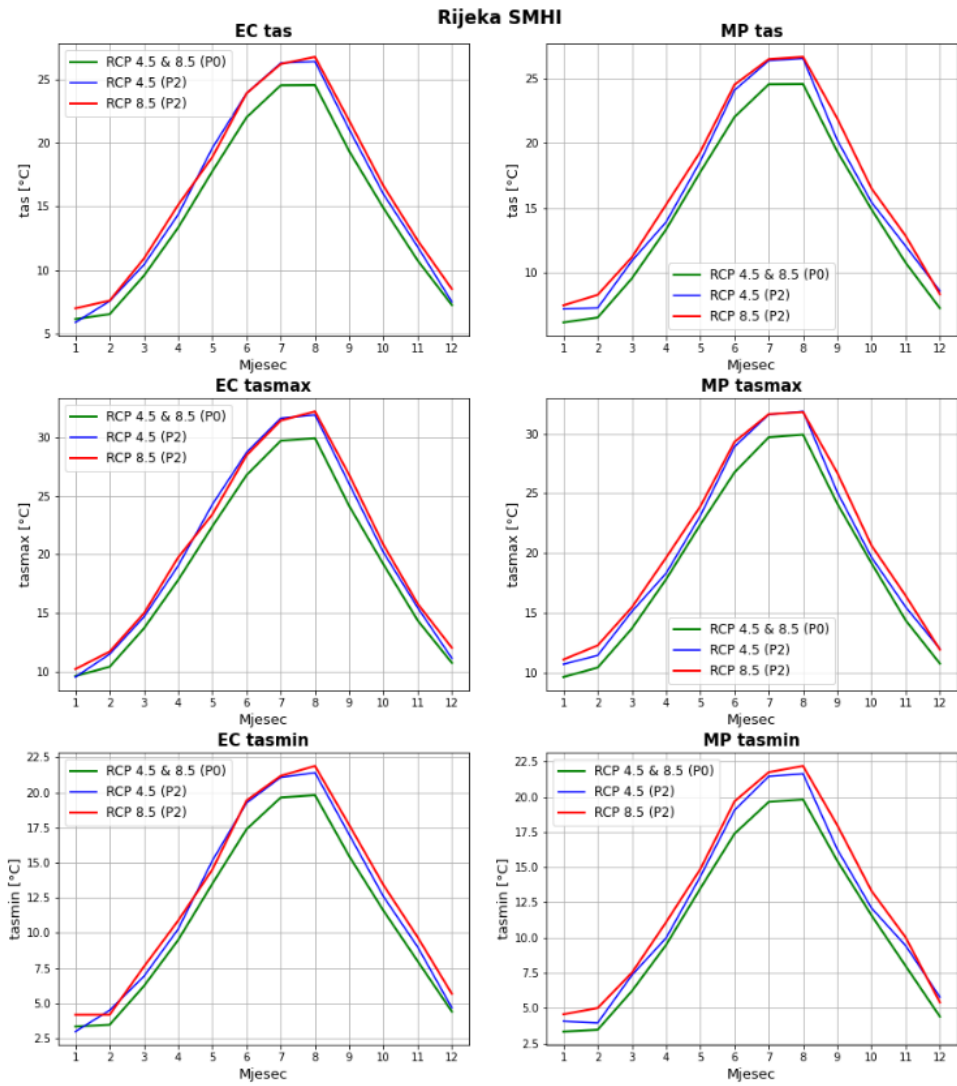 Rijeka SMHI
EC tas
RCP 4.5 & 8.5 (P0)
RCP 4.5 (P2)
RCP 8.5 (P2)
tas [°C]
25
20
15
10
5
1 2 3 4 5 6 7 8 9 10 11 12
Mjesec
MP tas
RCP 4.5 & 8.5 (P0)
RCP 4.5 (P2)
RCP 8.5 (P2)
tas [°C]
25
20
15
10
1 2 3 4 5 6 7 8 9 10 11 12
Mjesec
EC tasmax
RCP 4.5 & 8.5 (P0)
RCP 4.5 (P2)
RCP 8.5 (P2)
tasmax [°C]
30
25
20
15
10
1 2 3 4 5 6 7 8 9 10 11 12
Mjesec
MP tasmax
RCP 4.5 & 8.5 (P0)
RCP 4.5 (P2)
RCP 8.5 (P2)
tasmax [°C]
30
25
20
15
10
1 2 3 4 5 6 7 8 9 10 11 12
Mjesec
EC tasmin
RCP 4.5 & 8.5 (P0)
RCP 4.5 (P2)
RCP 8.5 (P2)
tasmin [°C]
22.5
20.0
17.5
15.0
12.5
10.0
7.5
5.0
2.5
1 2 3 4 5 6 7 8 9 10 11 12
Mjesec
MP tasmin
RCP 4.5 & 8.5 (P0)
RCP 4.5 (P2)
RCP 8.5 (P2)
tasmin [°C]
22.5
20.0
17.5
15.0
12.5
10.0
7.5
5.0
2.5
1 2 3 4 5 6 7 8 9 10 11 12
Mjesec